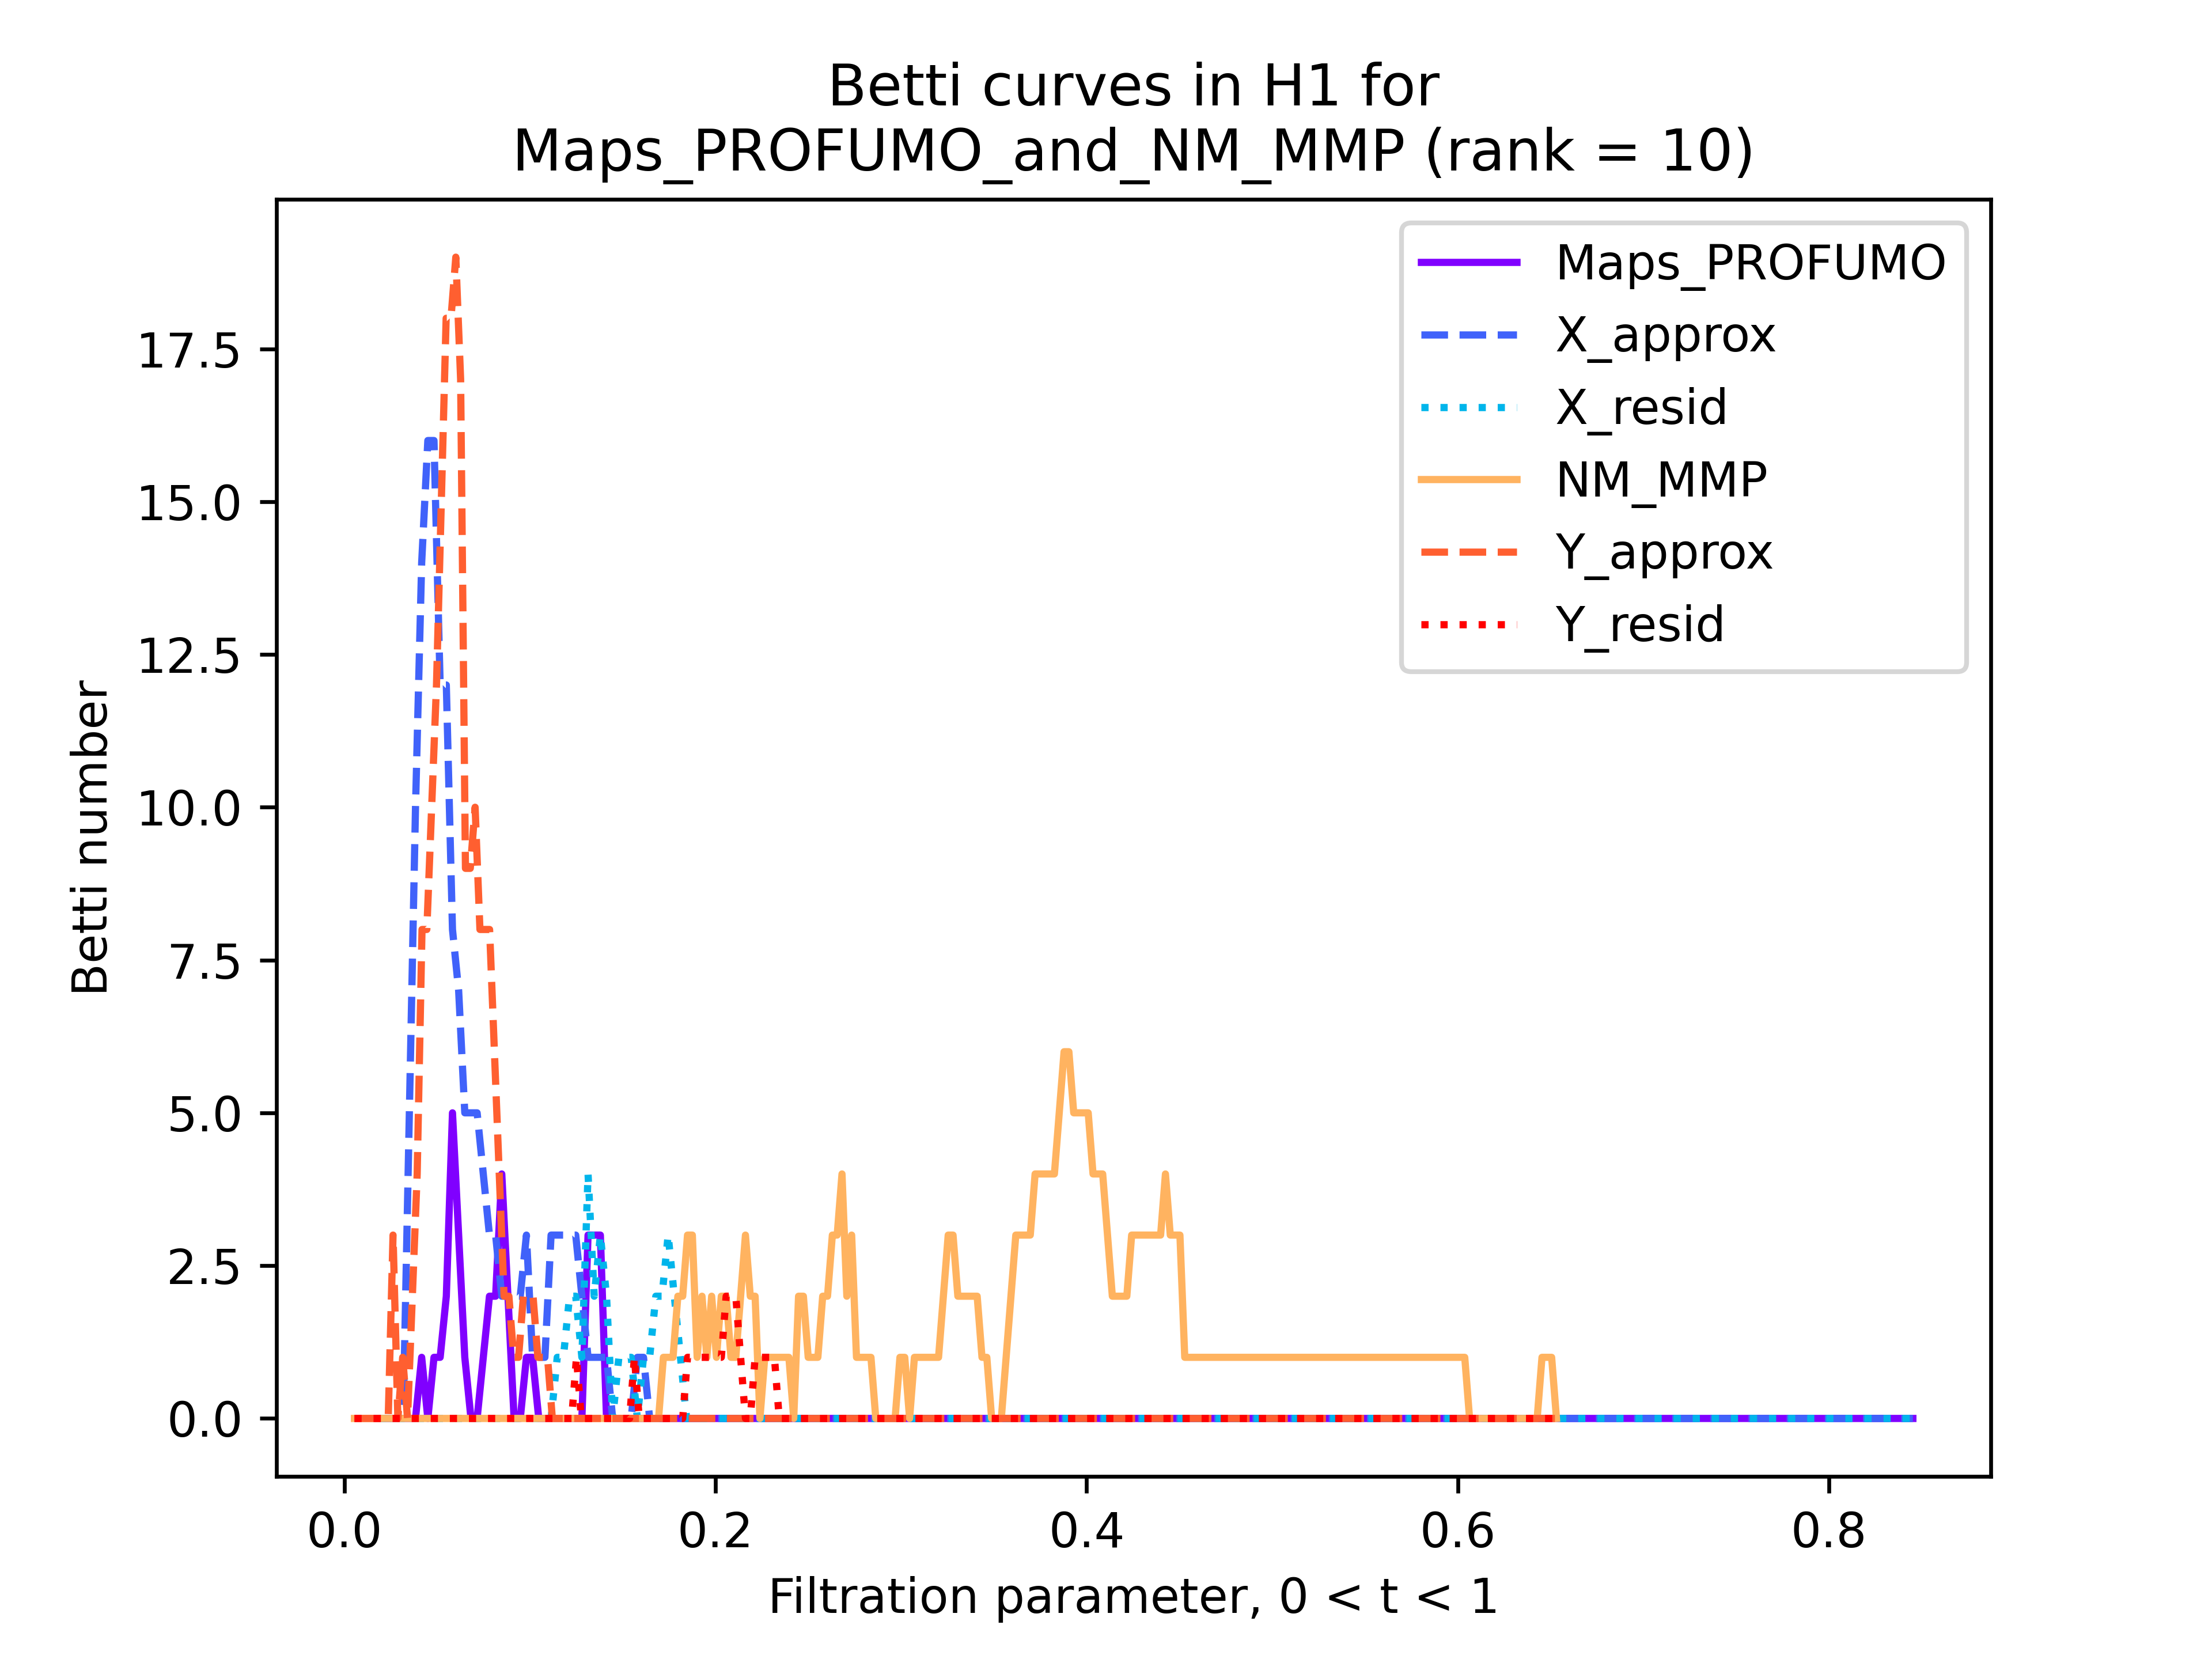 Betti curves in H1 for
Maps_PROFUMO_and_NM_MMP (rank = 10)
Maps_PROFUMO
X_approx
X_resid
NM_MMP
Y_approx
Y_resid
Betti number
17.5
15.0
12.5
10.0
7.5
5.0
2.5
0.0
0.0 0.2 0.4 0.6 0.8
Filtration parameter, 0 < t < 1